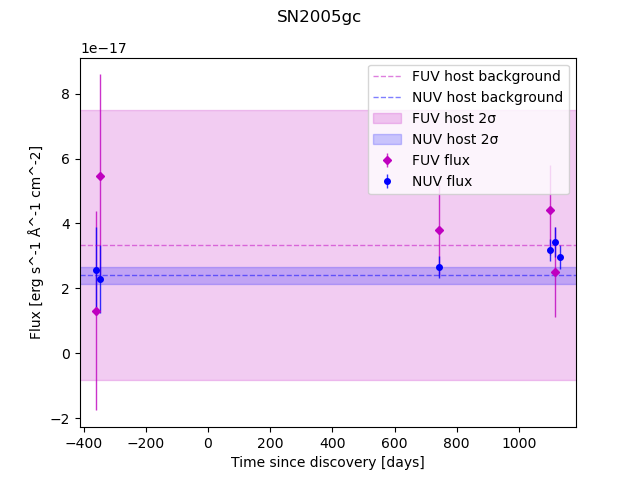 SN2005gc
1e−17
FUV host background
NUV host background
FUV host 2σ
NUV host 2σ
FUV flux
NUV flux
8
6
4
2
0
−2
Flux [erg s^-1 Å^-1 cm^-2]
−400 −200 0 200 400 600 800 1000
Time since discovery [days]